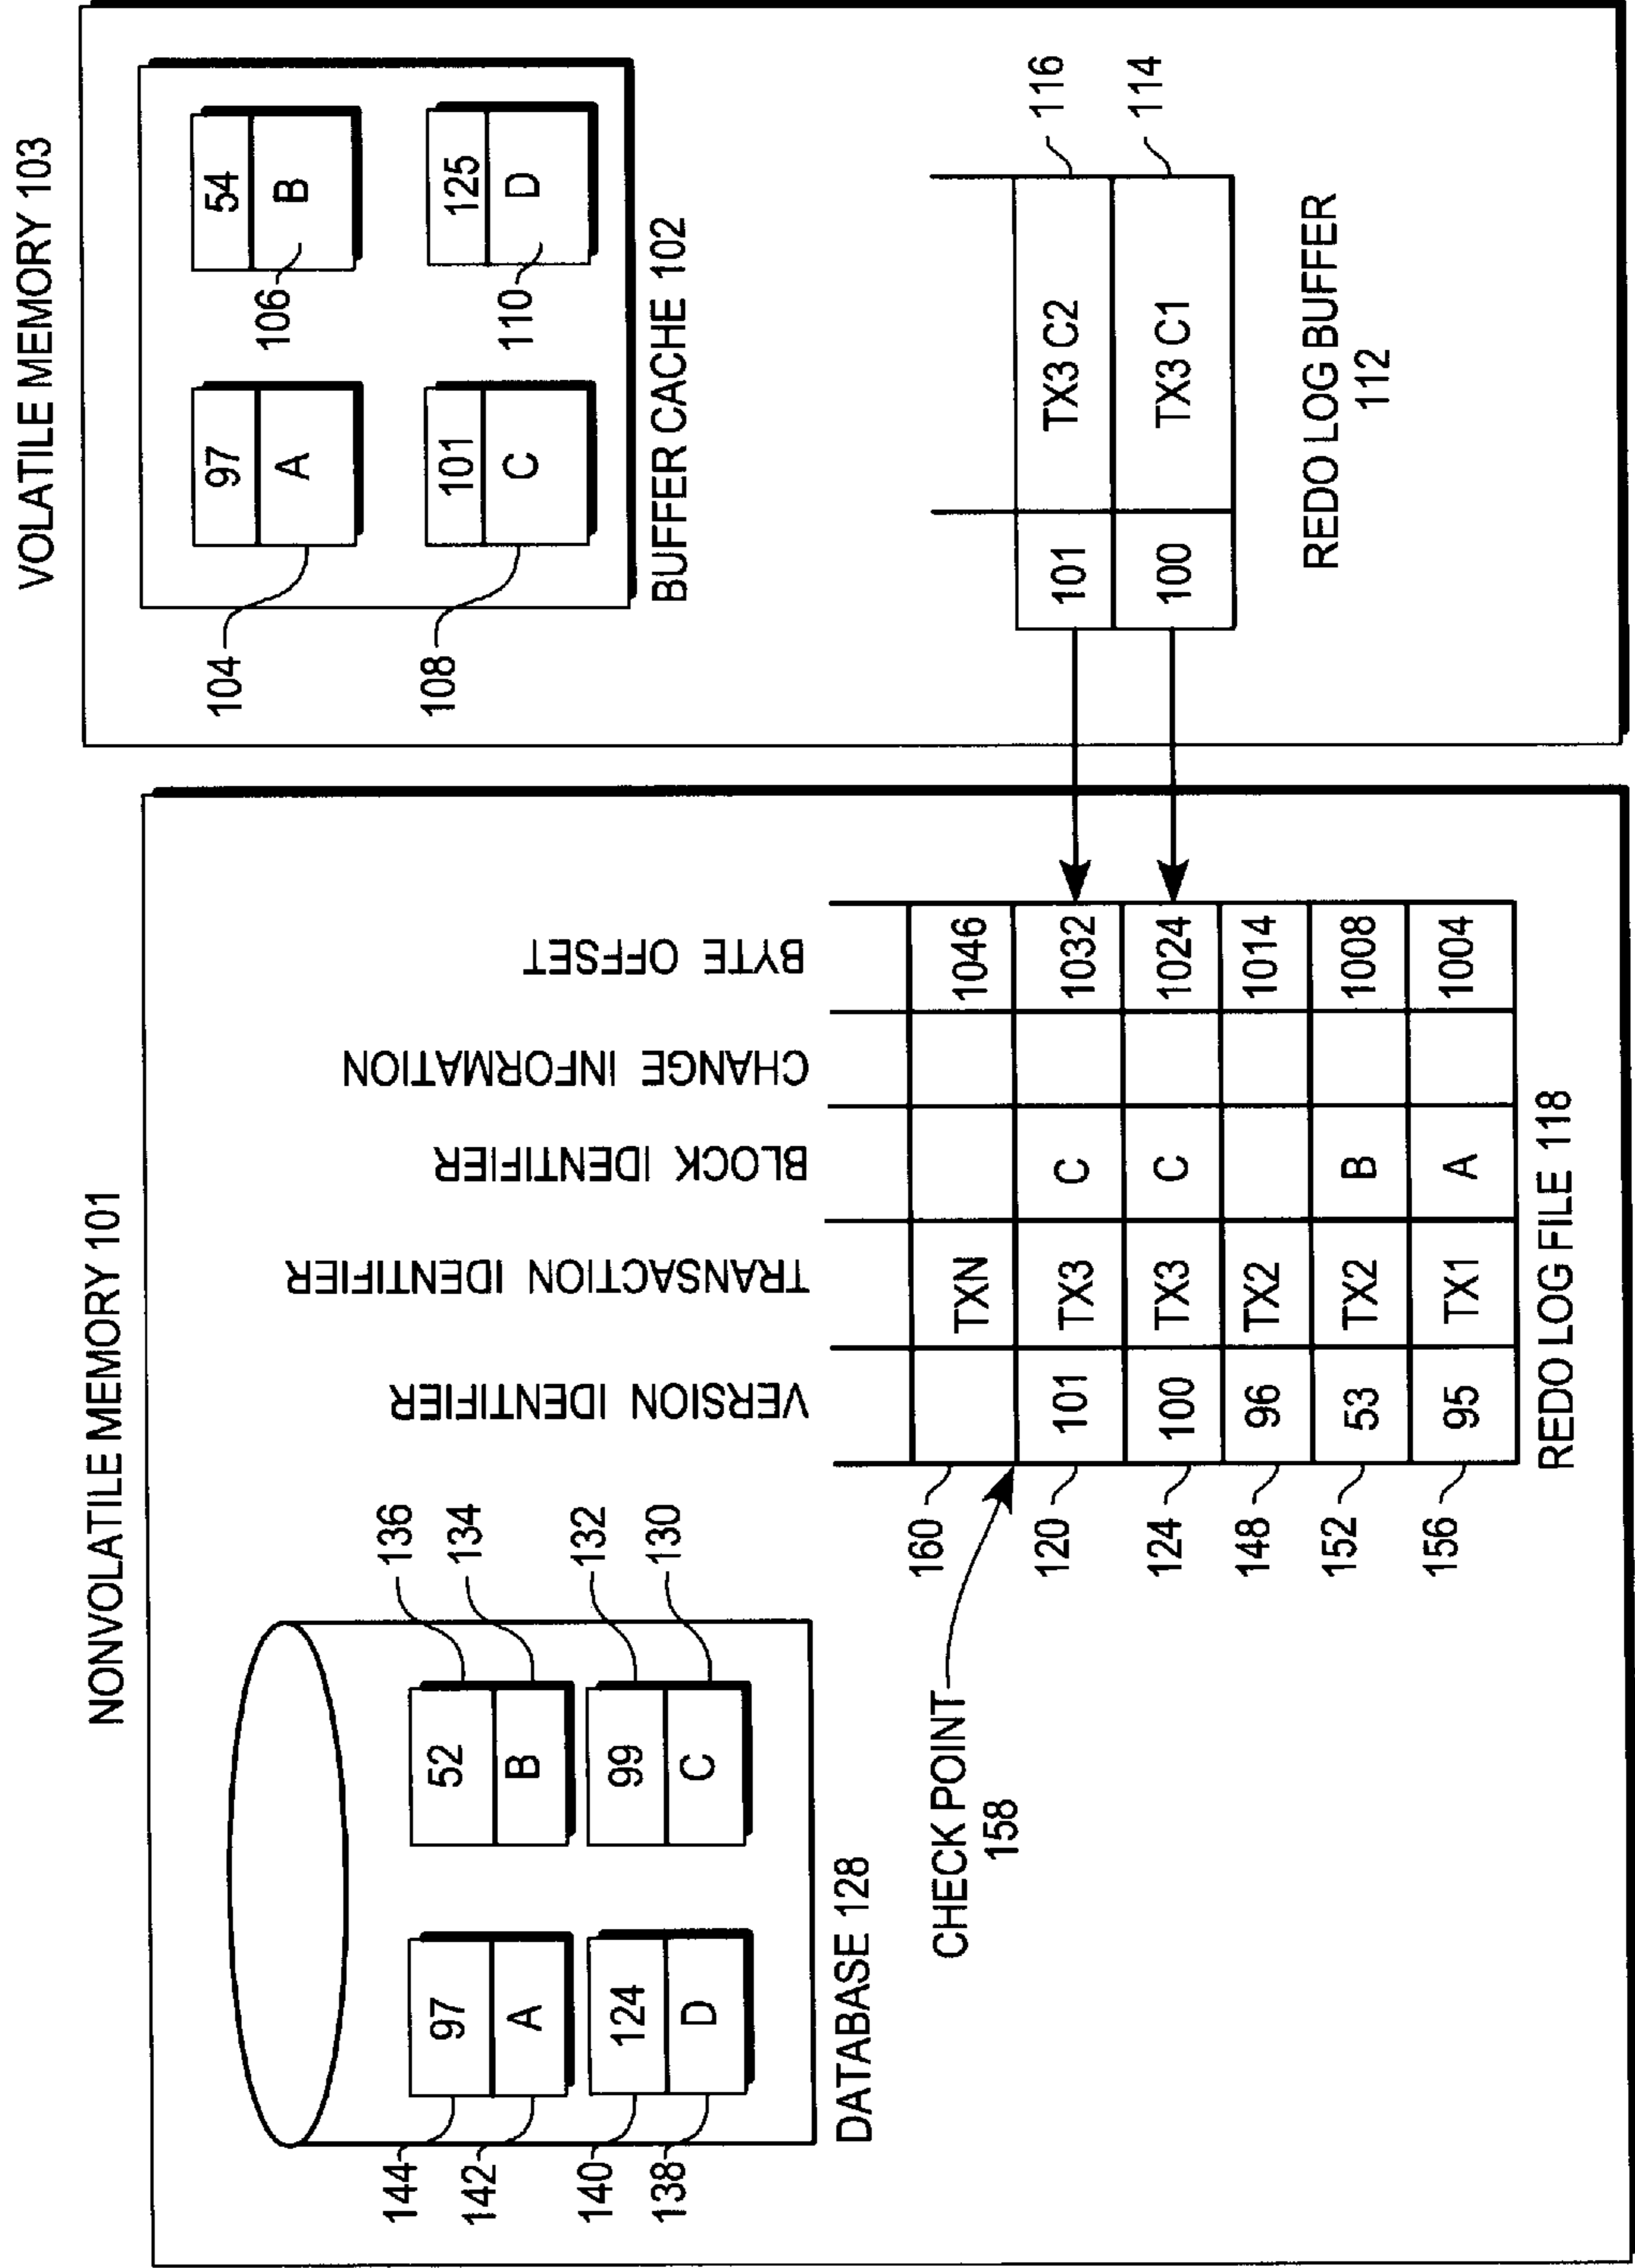 NONVOLATILE MEMORY 101
144
97
142
A
136
52
134
B
140
124
138
D
132
99
130
C
DATABASE 128
CHECK POINT
158
VERSION IDENTIFIER
TRANSACTION IDENTIFIER
BLOCK IDENTIFIER
CHANGE INFORMATION
BYTE OFFSET
160 TXN 1046
120 101 TX3 C 1032
124 100 TX3 C 1024
148 96 TX2 1014
152 53 TX2 B 1008
156 95 TX1 A 1004
REDO LOG FILE 118
VOLATILE MEMORY 103
104
97
A
106
54
B
108
101
C
110
125
D
BUFFER CACHE 102
101 TX3 C2 116
100 TX3 C1 114
REDO LOG BUFFER
112